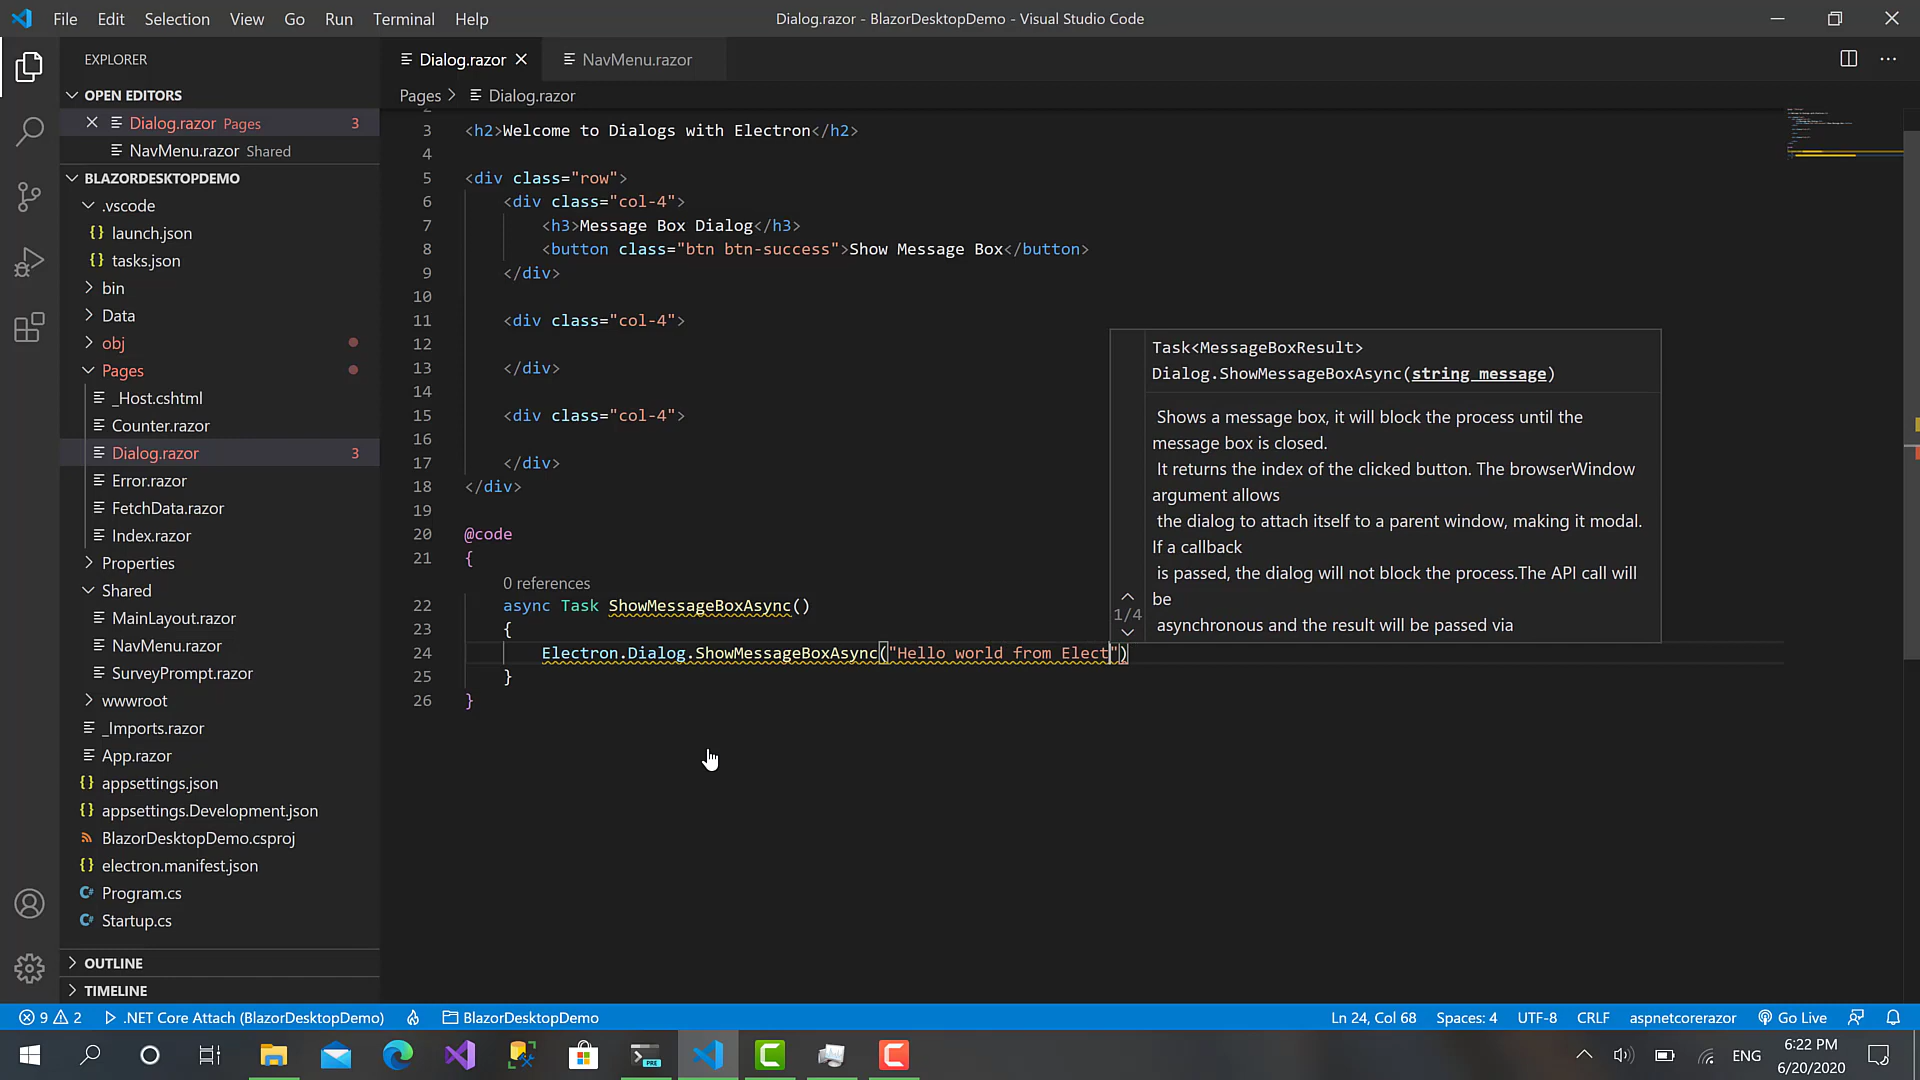 File Edit Selection View Go Run Terminal Help
Dialog.razor - BlazorDesktopDemo - Visual Studio Code
EXPLORER
OPEN EDITORS
Dialog.razor Pages 3
NavMenu.razor Shared
BLAZORDESKTOPDEMO
.vscode
{} launch.json
{} tasks.json
bin
Data
obj
Pages
_Host.cshtml
Counter.razor
Dialog.razor 3
Error.razor
FetchData.razor
Index.razor
Properties
Shared
MainLayout.razor
NavMenu.razor
SurveyPrompt.razor
wwwroot
_Imports.razor
App.razor
{} appsettings.json
{} appsettings.Development.json
BlazorDesktopDemo.csproj
{} electron.manifest.json
C# Program.cs
C# Startup.cs
OUTLINE
TIMELINE
Dialog.razor
NavMenu.razor
Pages > Dialog.razor
3 <h2>Welcome to Dialogs with Electron</h2>
4
5 <div class="row">
6 <div class="col-4">
7 <h3>Message Box Dialog</h3>
8 <button class="btn btn-success">Show Message Box</button>
9 </div>
10
11 <div class="col-4">
12
13 </div>
14
15 <div class="col-4">
16
17 </div>
18 </div>
19
20 @code
21 {
0 references
22 async Task ShowMessageBoxAsync()
23 {
24 Electron.Dialog.ShowMessageBoxAsync("Hello world from Elect")
25 }
26 }
Task<MessageBoxResult>
Dialog.ShowMessageBoxAsync(string message)
Shows a message box, it will block the process until the
message box is closed.
It returns the index of the clicked button. The browserWindow
argument allows
the dialog to attach itself to a parent window, making it modal.
If a callback
is passed, the dialog will not block the process.The API call will
be
asynchronous and the result will be passed via
1/4
9 2 .NET Core Attach (BlazorDesktopDemo) BlazorDesktopDemo
Ln 24, Col 68 Spaces: 4 UTF-8 CRLF aspnetcorerazor Go Live
PRE
ENG
6:22 PM
6/20/2020